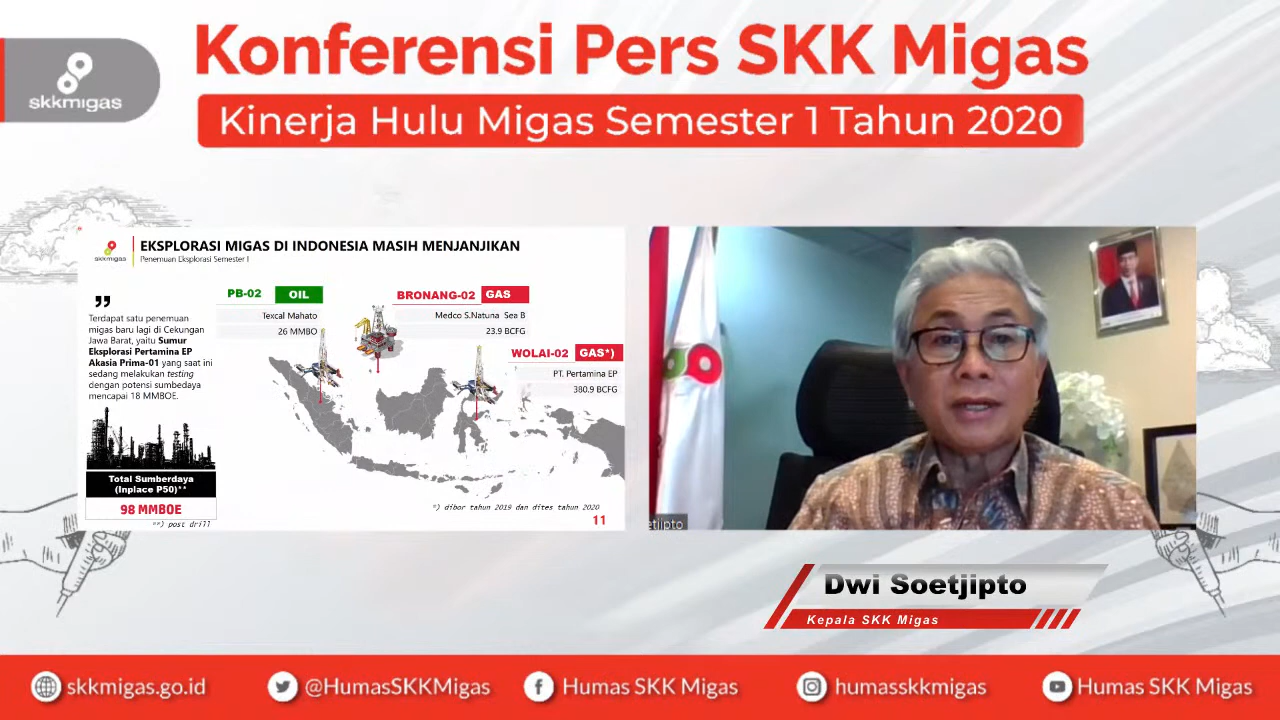 Konferensi Pers SKK Migas
skkmigas
Kinerja Hulu Migas Semester 1 Tahun 2020
skkmigas
EKSPLORASI MIGAS DI INDONESIA MASIH MENJANJIKAN
Penemuan Eksplorasi Semester I
"
Terdapat satu penemuan
migas baru lagi di Cekungan
Jawa Barat, yaitu Sumur
Eksplorasi Pertamina EP
Akasia Prima-01 yang saat ini
sedang melakukan testing
dengan potensi sumbedaya
mencapai 18 MMBOE.
Total Sumberdaya
(Inplace P50)**
98 MMBOE
**) post drill
PB-02 OIL
Texcal Mahato
26 MMBO
BRONANG-02 GAS
Medco S.Natuna Sea B
23.9 BCFG
WOLAI-02 GAS*)
PT. Pertamina EP
380.9 BCFG
*) dibor tahun 2019 dan dites tahun 2020
11
etjipto
Dwi Soetjipto
Kepala SKK Migas
skkmigas.go.id
@HumasSKKMigas
Humas SKK Migas
humasskkmigas
Humas SKK Migas